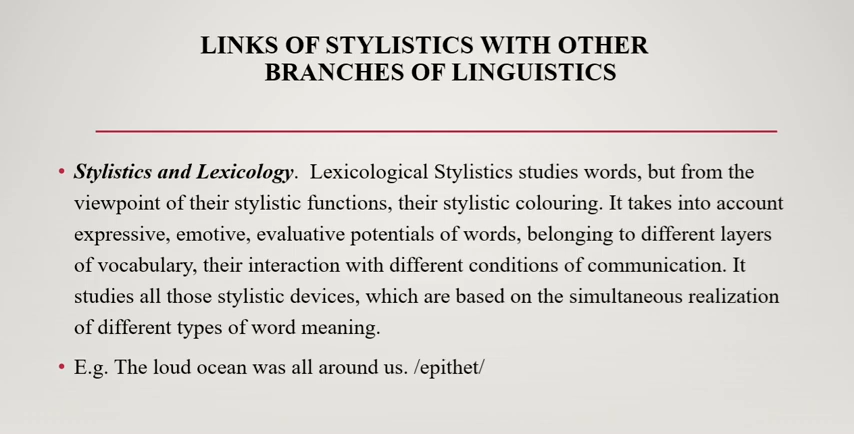 LINKS OF STYLISTICS WITH OTHER
BRANCHES OF LINGUISTICS
• Stylistics and Lexicology.  Lexicological Stylistics studies words, but from the
viewpoint of their stylistic functions, their stylistic colouring. It takes into account
expressive, emotive, evaluative potentials of words, belonging to different layers
of vocabulary, their interaction with different conditions of communication. It
studies all those stylistic devices, which are based on the simultaneous realization
of different types of word meaning.
• E.g. The loud ocean was all around us. /epithet/